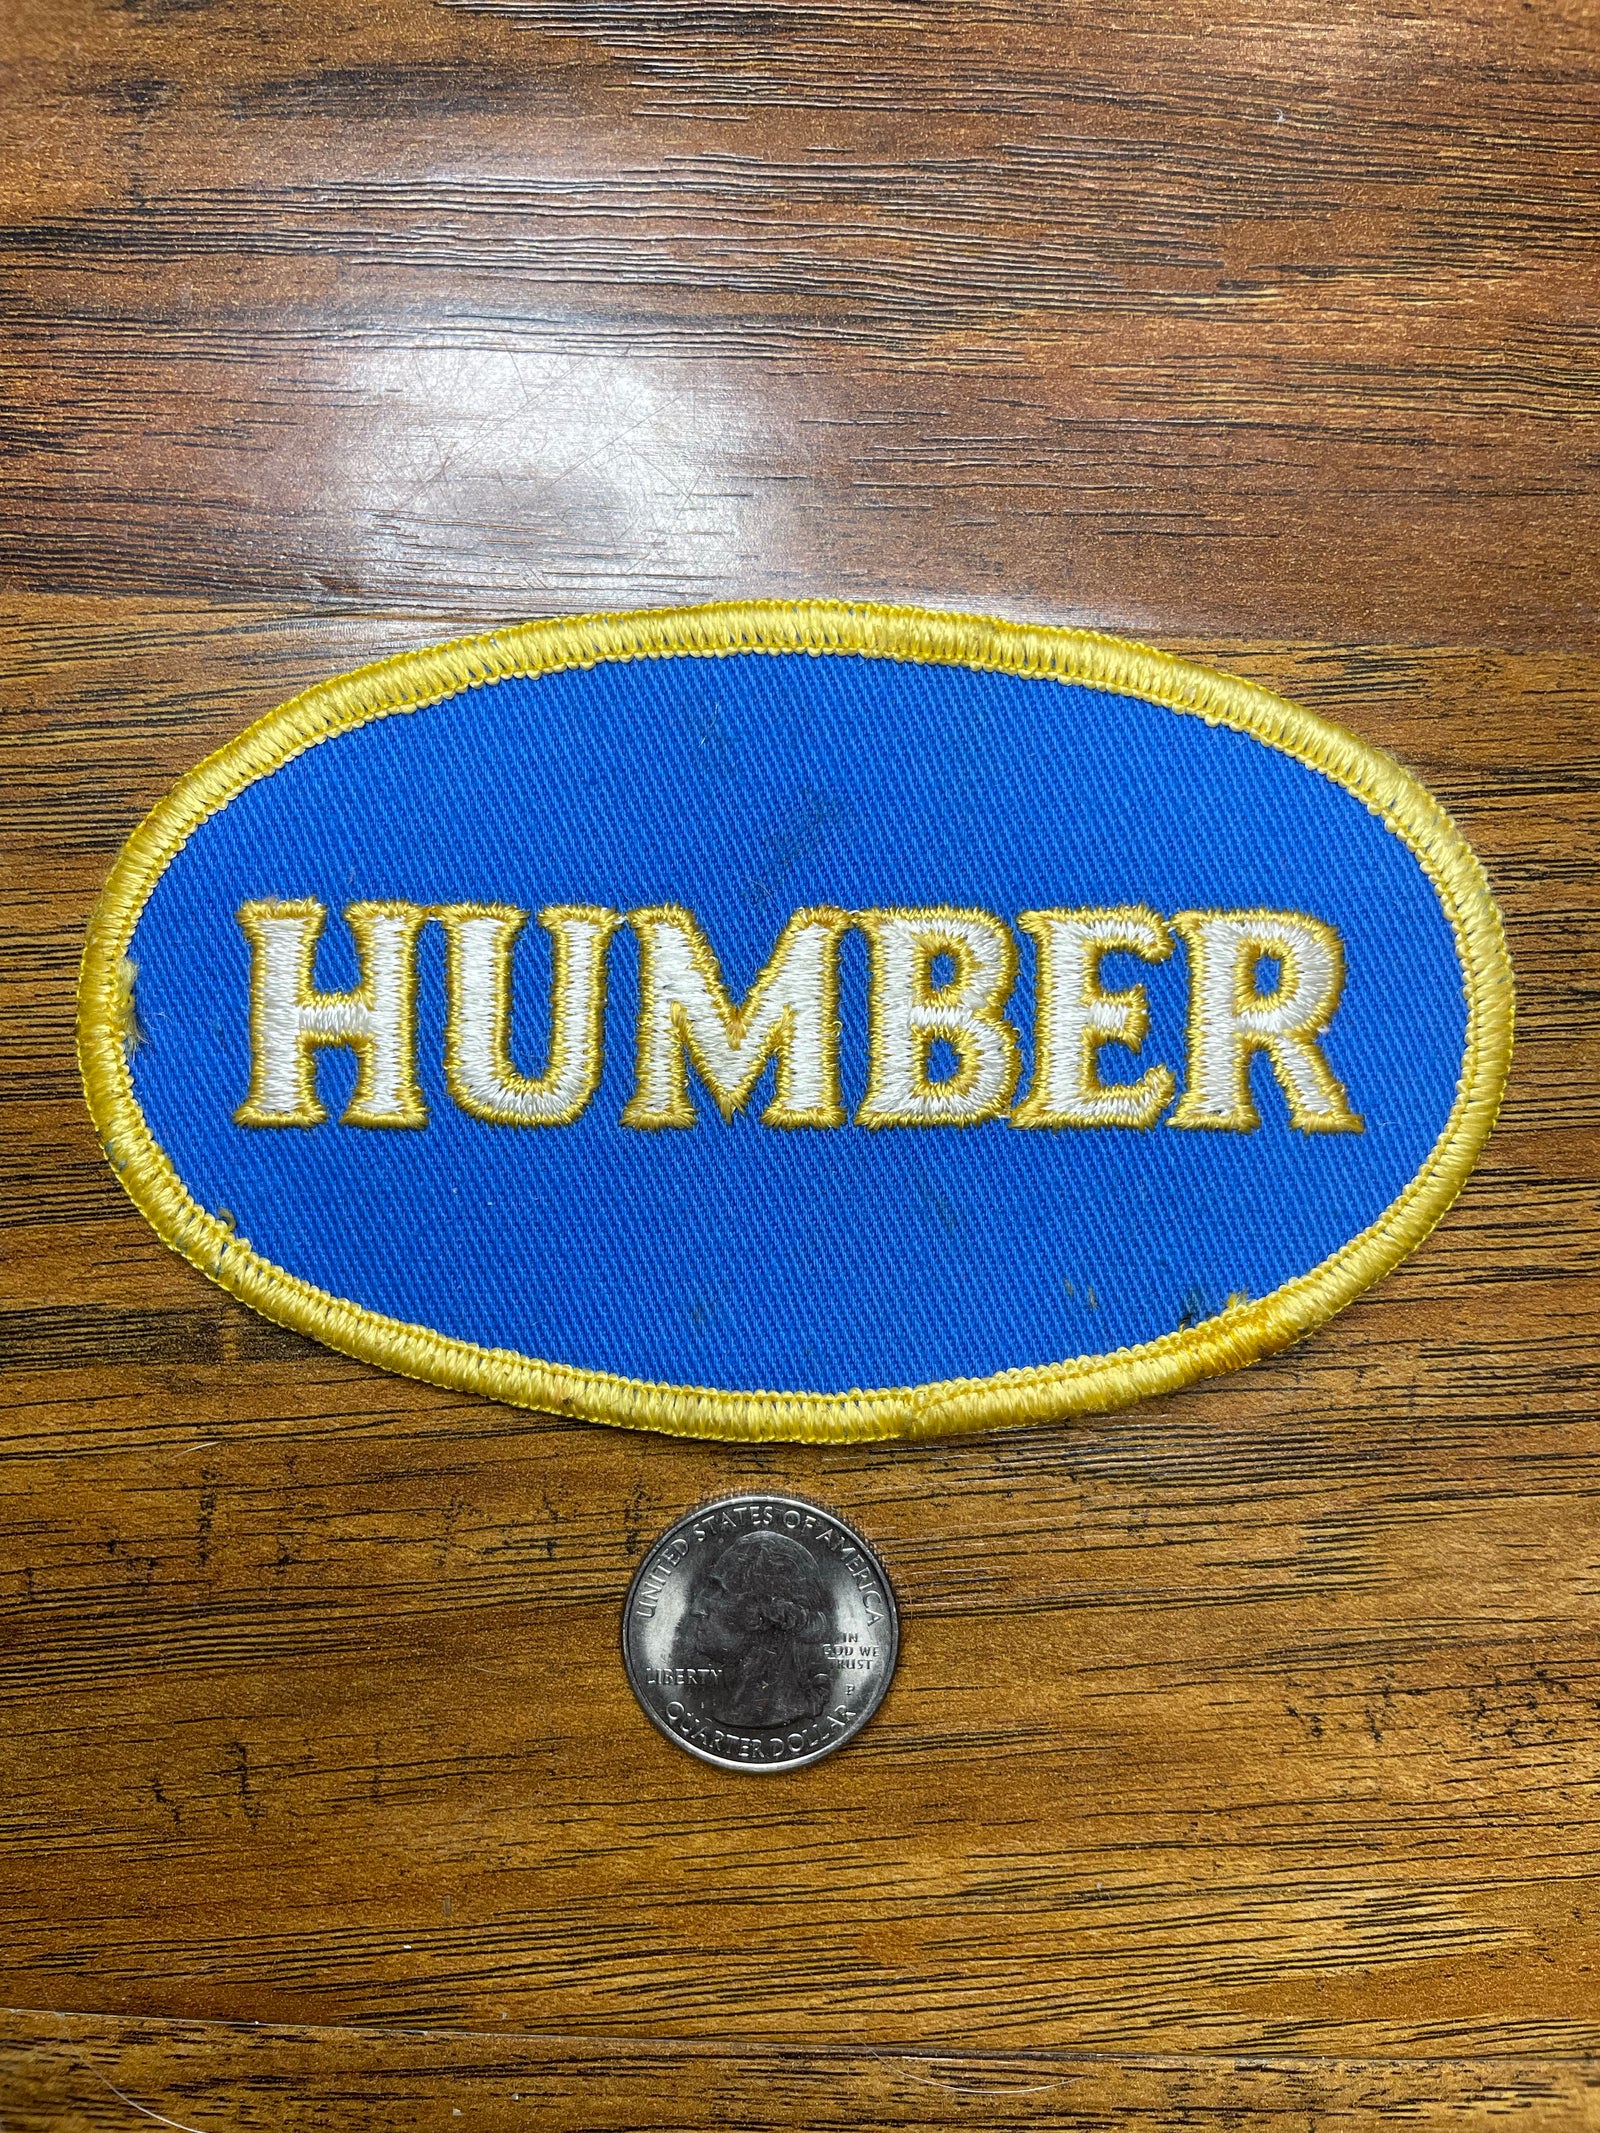 HUMBER
UNITED STATES OF AMERICA
LIBERTY
IN
GOD WE
TRUST
P
QUARTER DOLLAR